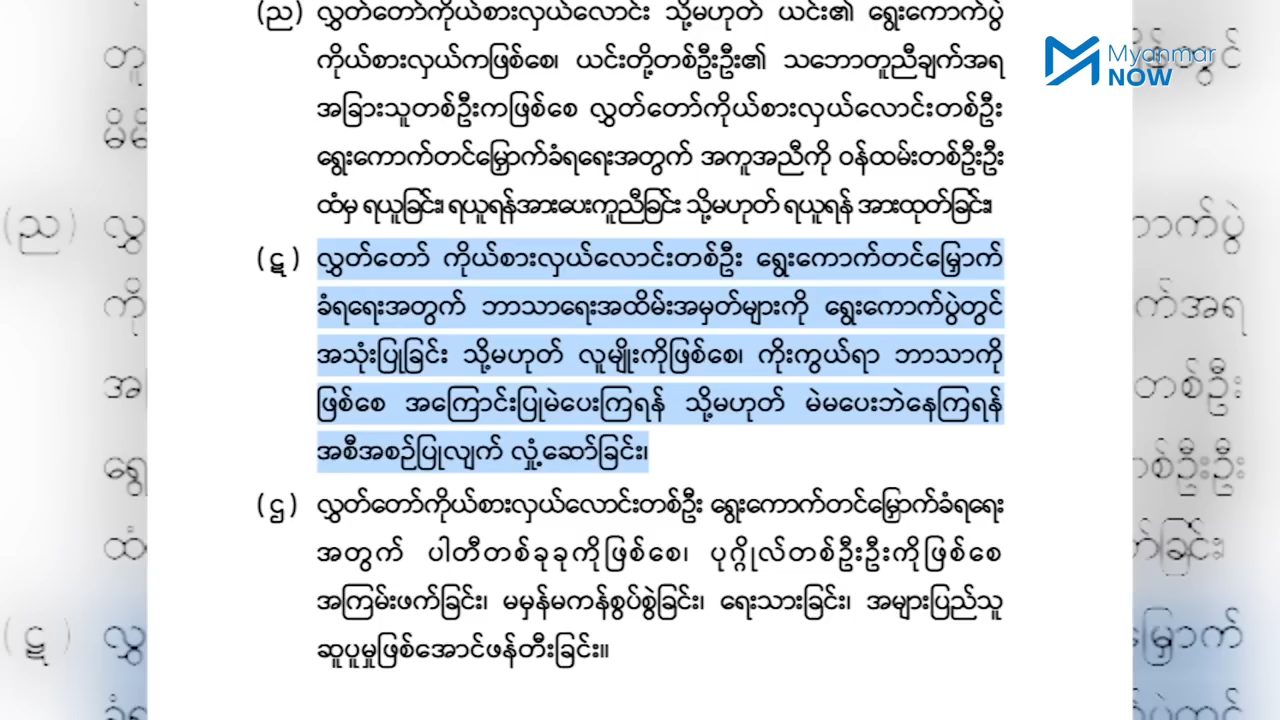 (ည) လွှတ်တော်ကိုယ်စားလှယ်လောင်း သို့မဟုတ် ယင်း၏ ရွေးကောက်ပွဲ
ကိုယ်စားလှယ်ကဖြစ်စေ၊ ယင်းတို့တစ်ဦးဦး၏ သဘောတူညီချက်အရ
အခြားသူတစ်ဦးကဖြစ်စေ လွှတ်တော်ကိုယ်စားလှယ်လောင်းတစ်ဦး
ရွေးကောက်တင်မြှောက်ခံရရေးအတွက် အကူအညီကို ဝန်ထမ်းတစ်ဦးဦး
ထံမှ ရယူခြင်း၊ ရယူရန်အားပေးကူညီခြင်း သို့မဟုတ် ရယူရန် အားထုတ်ခြင်း၊
(ဋ) လွှတ်တော် ကိုယ်စားလှယ်လောင်းတစ်ဦး ရွေးကောက်တင်မြှောက်
ခံရရေးအတွက် ဘာသာရေးအထိမ်းအမှတ်များကို ရွေးကောက်ပွဲတွင်
အသုံးပြုခြင်း သို့မဟုတ် လူမျိုးကိုဖြစ်စေ၊ ကိုးကွယ်ရာ ဘာသာကို
ဖြစ်စေ အကြောင်းပြုမဲပေးကြရန် သို့မဟုတ် မဲမပေးဘဲနေကြရန်
အစီအစဉ်ပြုလျက် လှုံ့ဆော်ခြင်း၊
(ဌ) လွှတ်တော်ကိုယ်စားလှယ်လောင်းတစ်ဦး ရွေးကောက်တင်မြှောက်ခံရရေး
အတွက် ပါတီတစ်ခုခုကိုဖြစ်စေ၊ ပုဂ္ဂိုလ်တစ်ဦးဦးကိုဖြစ်စေ
အကြမ်းဖက်ခြင်း၊ မမှန်မကန်စွပ်စွဲခြင်း၊ ရေးသားခြင်း၊ အများပြည်သူ
ဆူပူမှုဖြစ်အောင်ဖန်တီးခြင်း။
Myanmar
NOW